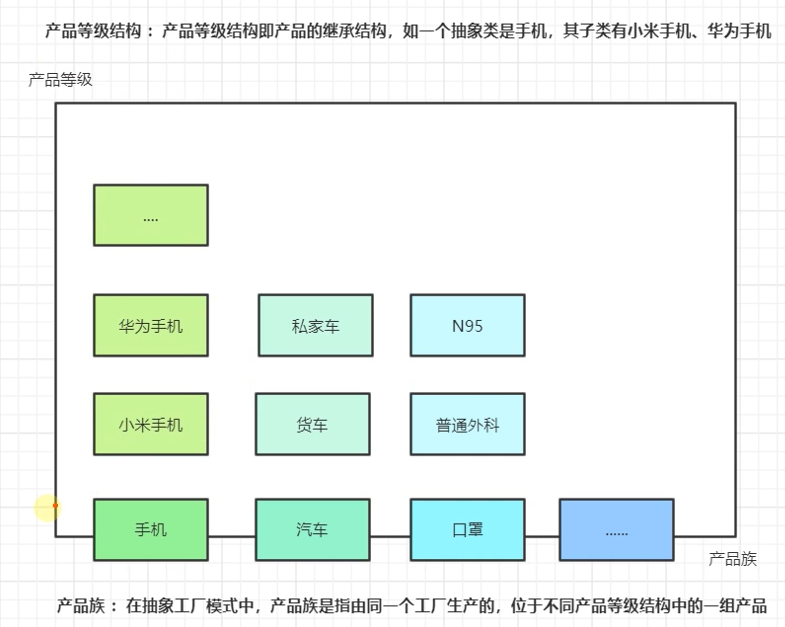 产品等级结构 ：产品等级结构即产品的继承结构，如一个抽象类是手机，其子类有小米手机、华为手机
产品等级
....
华为手机
私家车
N95
小米手机
货车
普通外科
手机
汽车
口罩
......
产品族
产品族 ：在抽象工厂模式中，产品族是指由同一个工厂生产的，位于不同产品等级结构中的一组产品